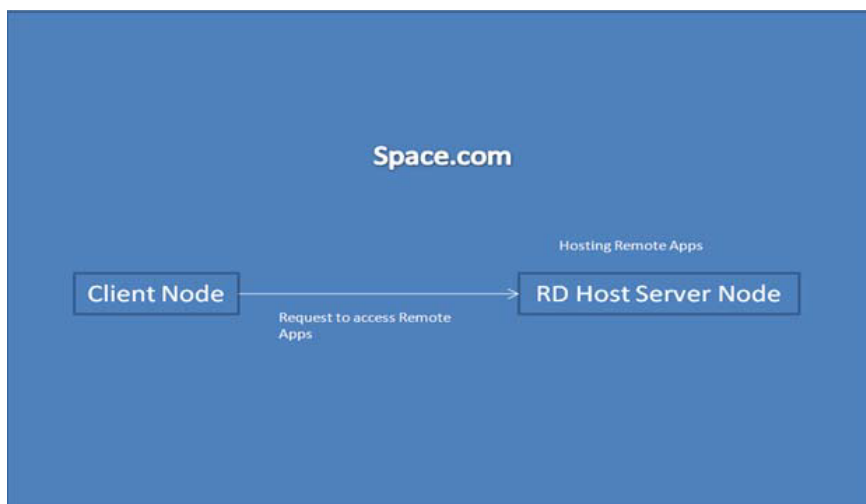 Space.com
Hosting Remote Apps
Client Node
RD Host Server Node
Request to access Remote
Apps